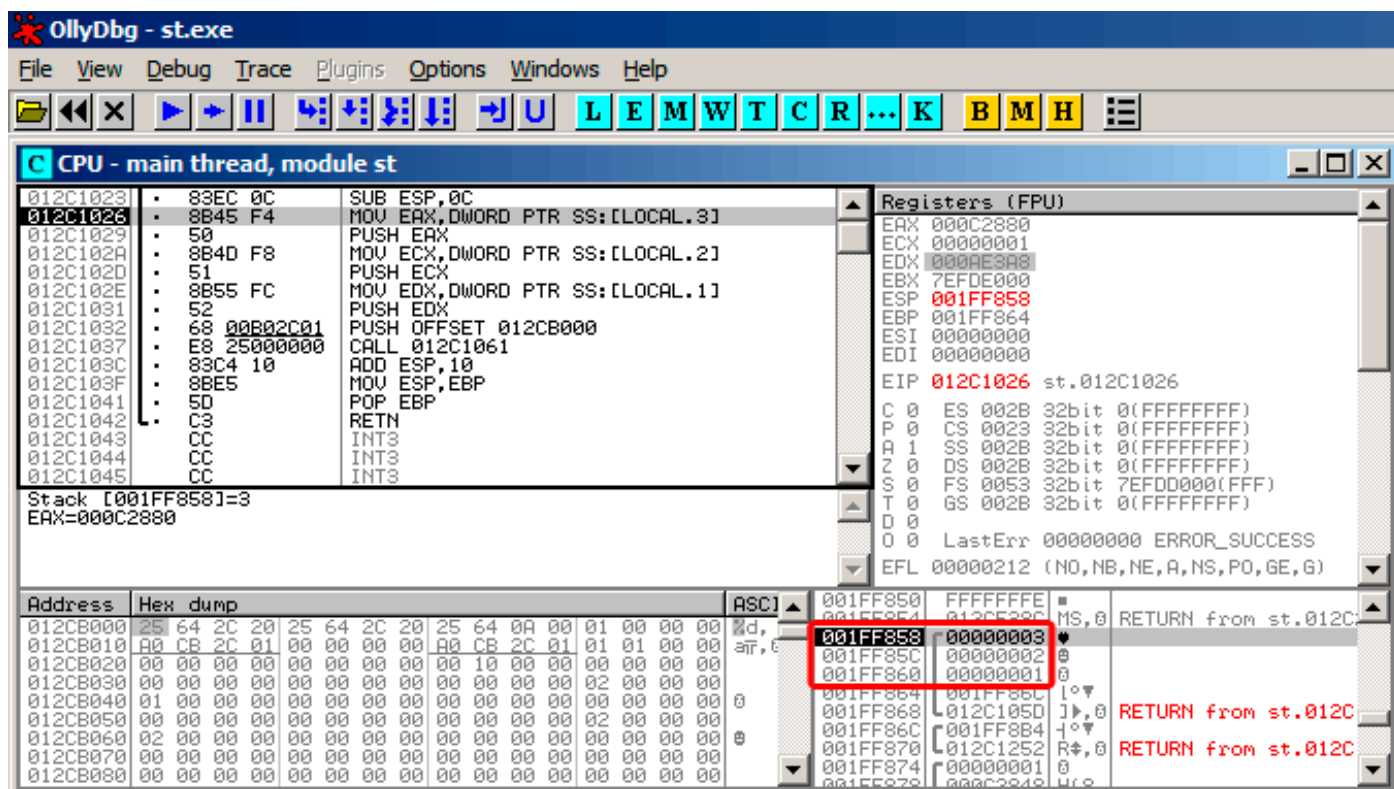 OllyDbg - st.exe
File View Debug Trace Plugins Options Windows Help
L E M W T C R ... K B M H
C CPU - main thread, module st
012C1023 · 83EC 0C SUB ESP,0C
012C1026 · 8B45 F4 MOV EAX,DWORD PTR SS:[LOCAL.3]
012C1029 · 50 PUSH EAX
012C102A · 8B4D F8 MOV ECX,DWORD PTR SS:[LOCAL.2]
012C102D · 51 PUSH ECX
012C102E · 8B55 FC MOV EDX,DWORD PTR SS:[LOCAL.1]
012C1031 · 52 PUSH EDX
012C1032 · 68 00B02C01 PUSH OFFSET 012CB000
012C1037 · E8 25000000 CALL 012C1061
012C103C · 83C4 10 ADD ESP,10
012C103F · 8BE5 MOV ESP,EBP
012C1041 · 5D POP EBP
012C1042 · C3 RETN
012C1043 CC INT3
012C1044 CC INT3
012C1045 CC INT3
Stack [001FF858]=3
EAX=000C2880
Registers (FPU)
EAX 000C2880
ECX 00000001
EDX 000AE3A8
EBX 7EFDE000
ESP 001FF858
EBP 001FF864
ESI 00000000
EDI 00000000
EIP 012C1026 st.012C1026
C 0 ES 002B 32bit 0(FFFFFFFF)
P 0 CS 0023 32bit 0(FFFFFFFF)
A 1 SS 002B 32bit 0(FFFFFFFF)
Z 0 DS 002B 32bit 0(FFFFFFFF)
S 0 FS 0053 32bit 7EFDD000(FFF)
T 0 GS 002B 32bit 0(FFFFFFFF)
D 0
O 0 LastErr 00000000 ERROR_SUCCESS
EFL 00000212 (NO,NB,NE,A,NS,PO,GE,G)
Address Hex dump ASCI
012CB000 25 64 2C 20 25 64 2C 20 25 64 0A 00 01 00 00 00 %d,
012CB010 A0 CB 2C 01 00 00 00 00 A0 CB 2C 01 01 01 00 00
012CB020 00 00 00 00 00 00 00 00 00 10 00 00 00 00 00 00
012CB030 00 00 00 00 00 00 00 00 00 00 00 00 02 00 00 00
012CB040 01 00 00 00 00 00 00 00 00 00 00 00 00 00 00 00
012CB050 00 00 00 00 00 00 00 00 00 00 00 00 02 00 00 00
012CB060 02 00 00 00 00 00 00 00 00 00 00 00 00 00 00 00
012CB070 00 00 00 00 00 00 00 00 00 00 00 00 00 00 00 00
012CB080 00 00 00 00 00 00 00 00 00 00 00 00 00 00 00 00
001FF850 FFFFFFFE ■
RETURN from st.012C
001FF858 00000003 ♥
001FF85C 00000002
001FF860 00000001
001FF864 001FF86C
001FF868 012C105D RETURN from st.012C
001FF86C 001FF8B4
001FF870 012C1252 RETURN from st.012C
001FF874 00000001